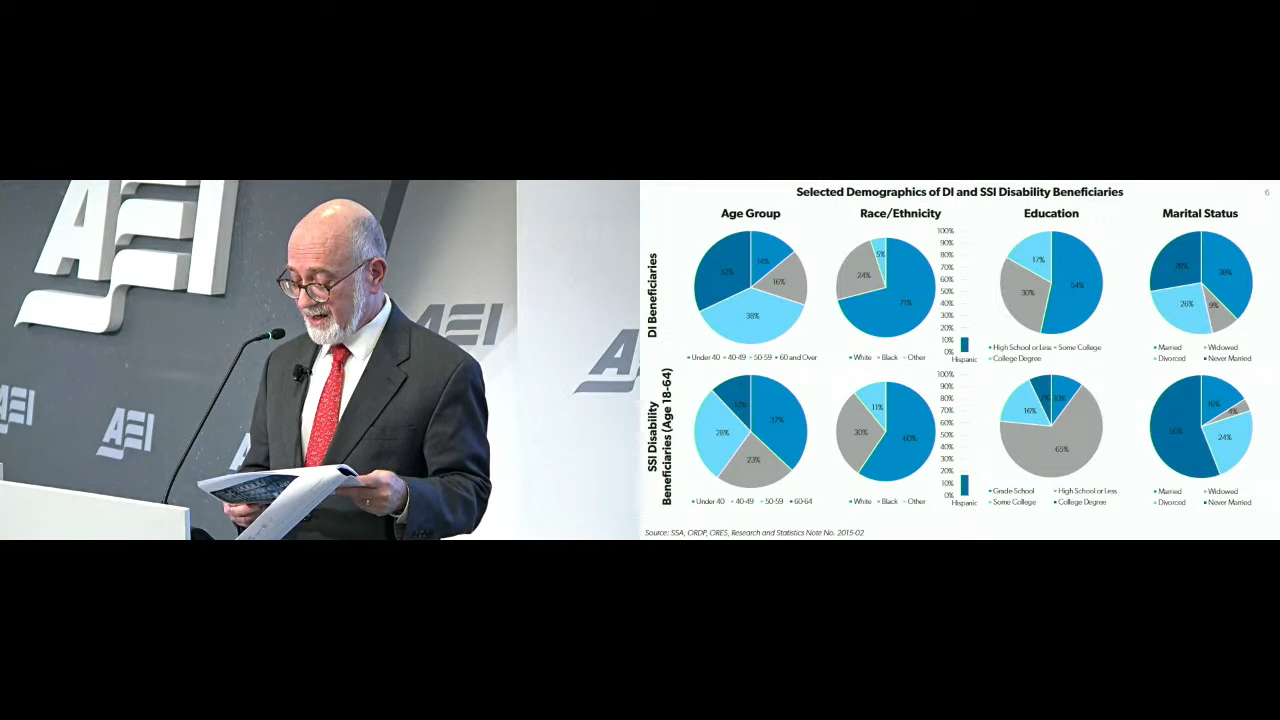 AEI
AEI
AEI
AEI
AEI
Selected Demographics of DI and SSI Disability Beneficiaries
6
Age Group
Race/Ethnicity
Education
Marital Status
DI Beneficiaries
32%
14%
16%
38%
Under 40 40-49 50-59 60 and Over
5%
24%
71%
White Black Other
100%
90%
80%
70%
60%
50%
40%
30%
20%
10%
0%
Hispanic
17%
30%
54%
High School or Less Some College
College Degree
28%
38%
26%
9%
Married Widowed
Divorced Never Married
SSI Disability
Beneficiaries (Age 18-64)
12%
37%
28%
23%
Under 40 40-49 50-59 60-64
11%
30%
60%
White Black Other
100%
90%
80%
70%
60%
50%
40%
30%
20%
10%
0%
Hispanic
7%
10%
16%
65%
Grade School High School or Less
Some College College Degree
16%
4%
56%
24%
Married Widowed
Divorced Never Married
Source: SSA, ORDP, ORES, Research and Statistics Note No. 2015-02